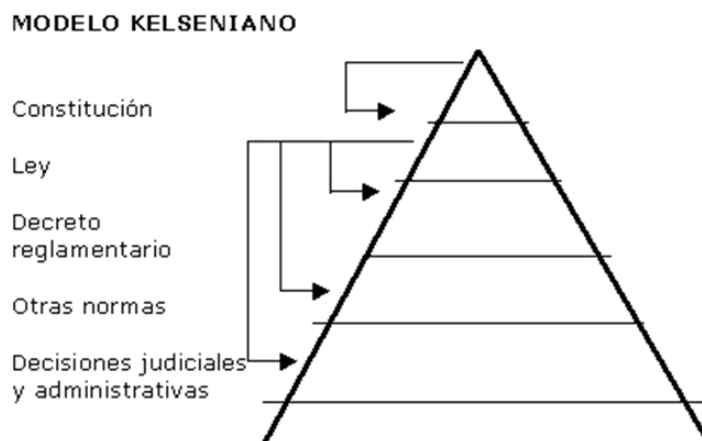 MODELO KELSENIANO
Constitución
Ley
Decreto
reglamentario
Otras normas
Decisiones judiciales
y administrativas